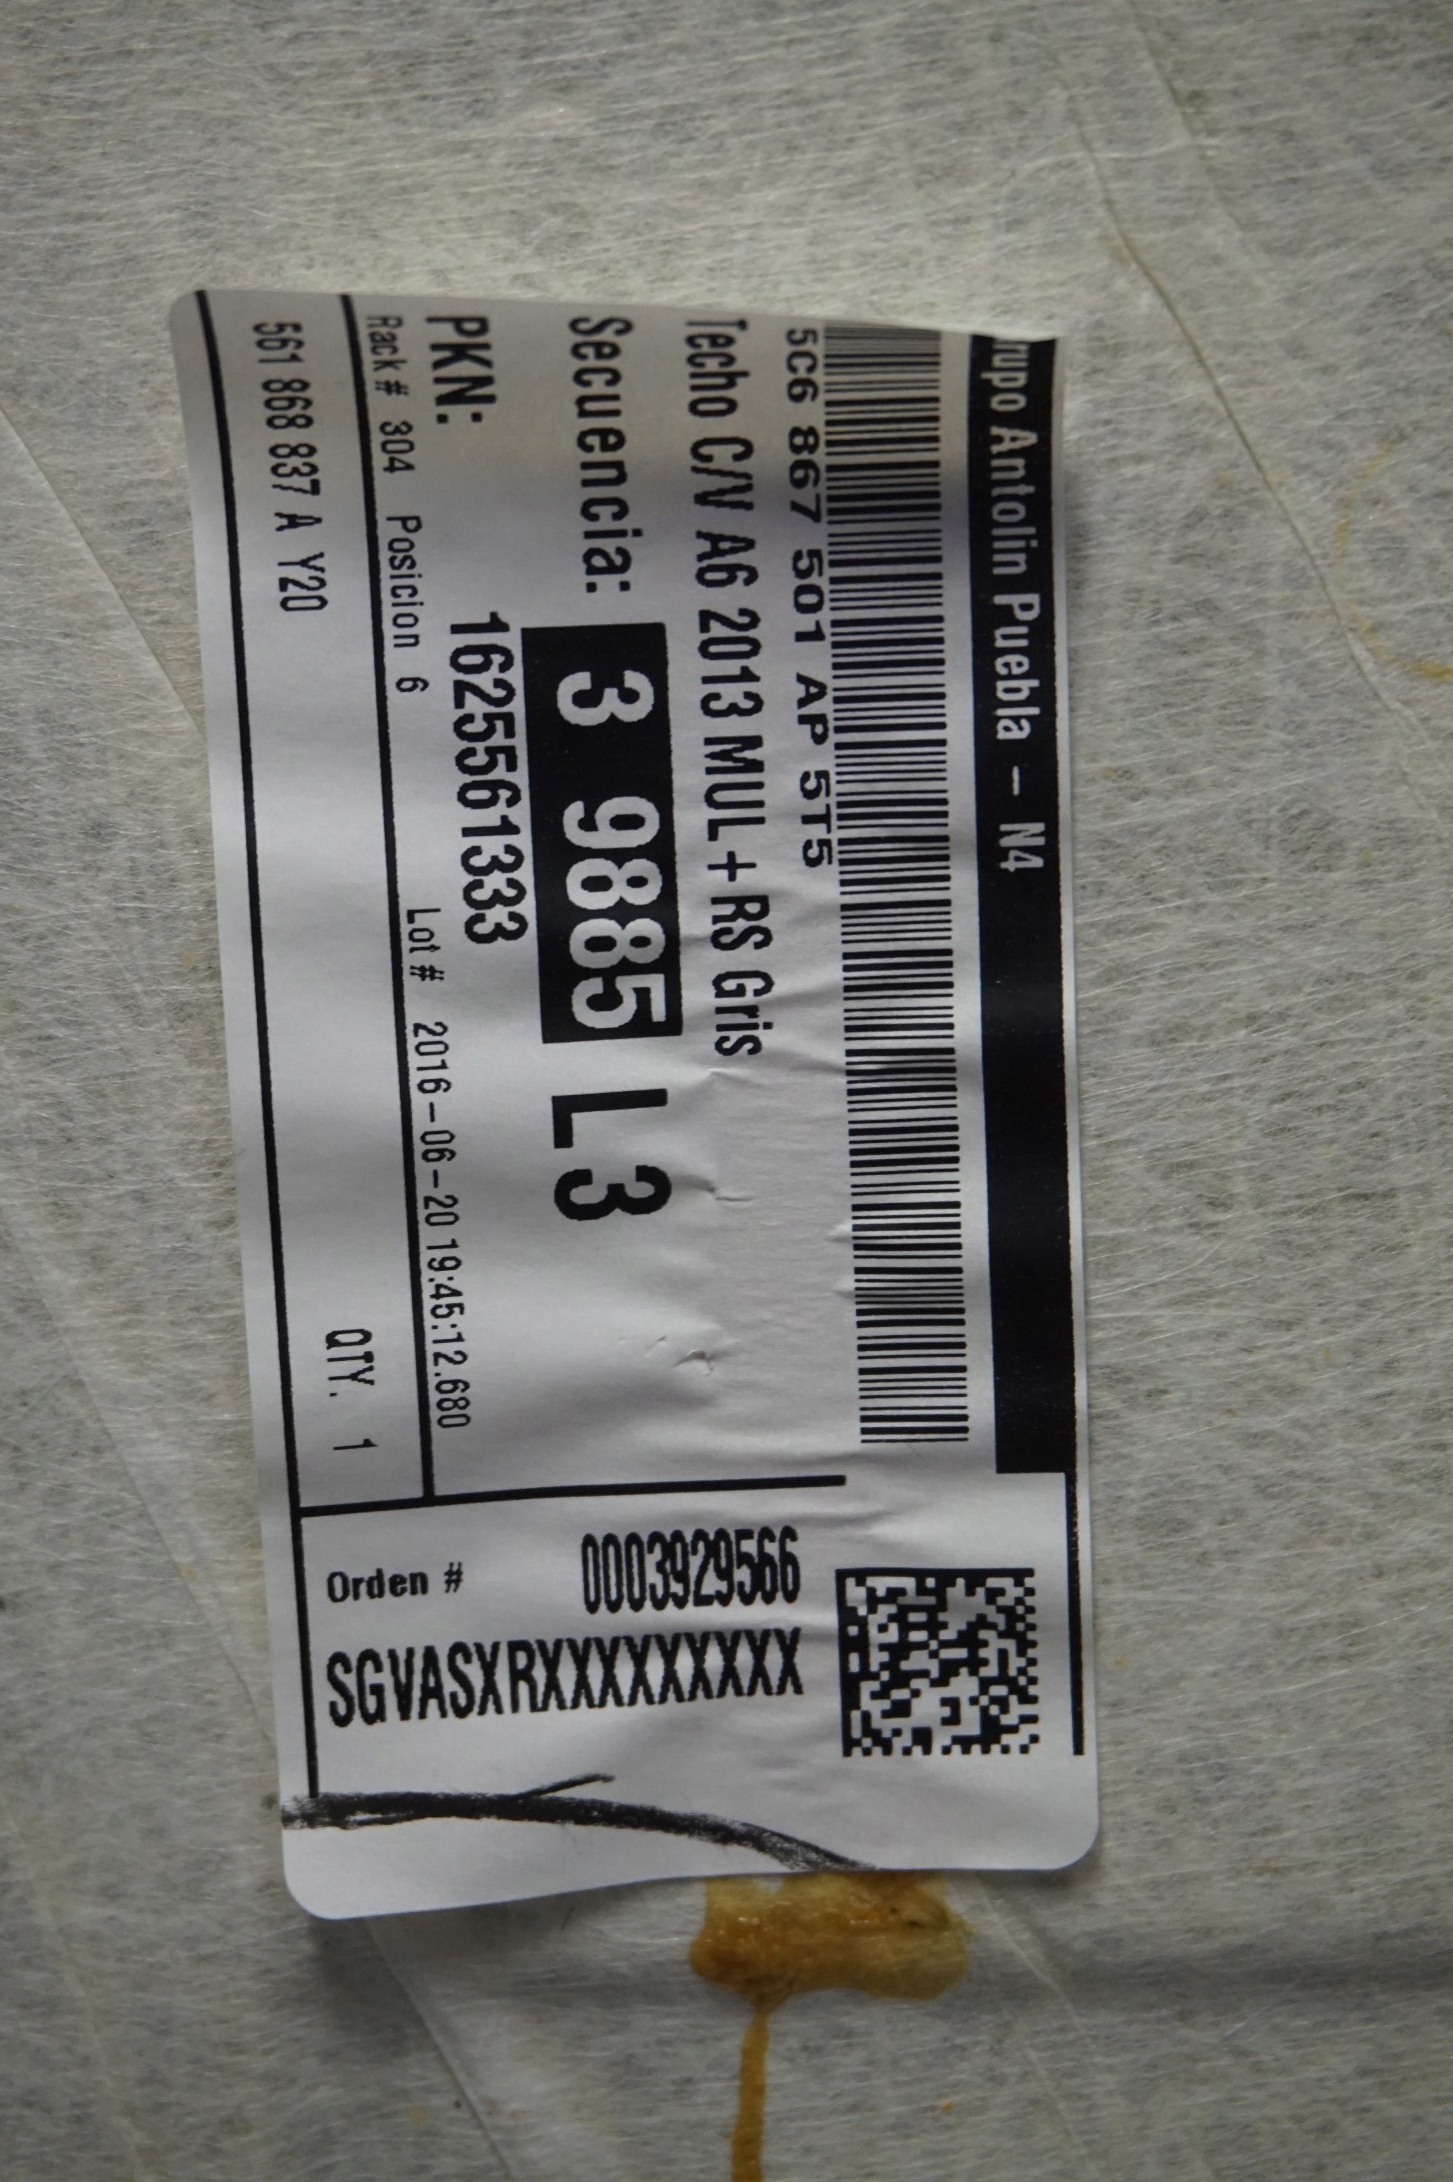 rupo Antolin Puebla - N4
5C6 867 501 AP 5T5
Techo C/V A6 2013 MUL + RS Gris
Secuencia: 3 9885 L3
PKN: 1625561333
Rack # 304 Posicion 6 Lot # 2016-06-20 19:45:12.680
561 868 837 A Y20 QTY. 1
Orden # 0003929566
SGVASXRXXXXXXXXX